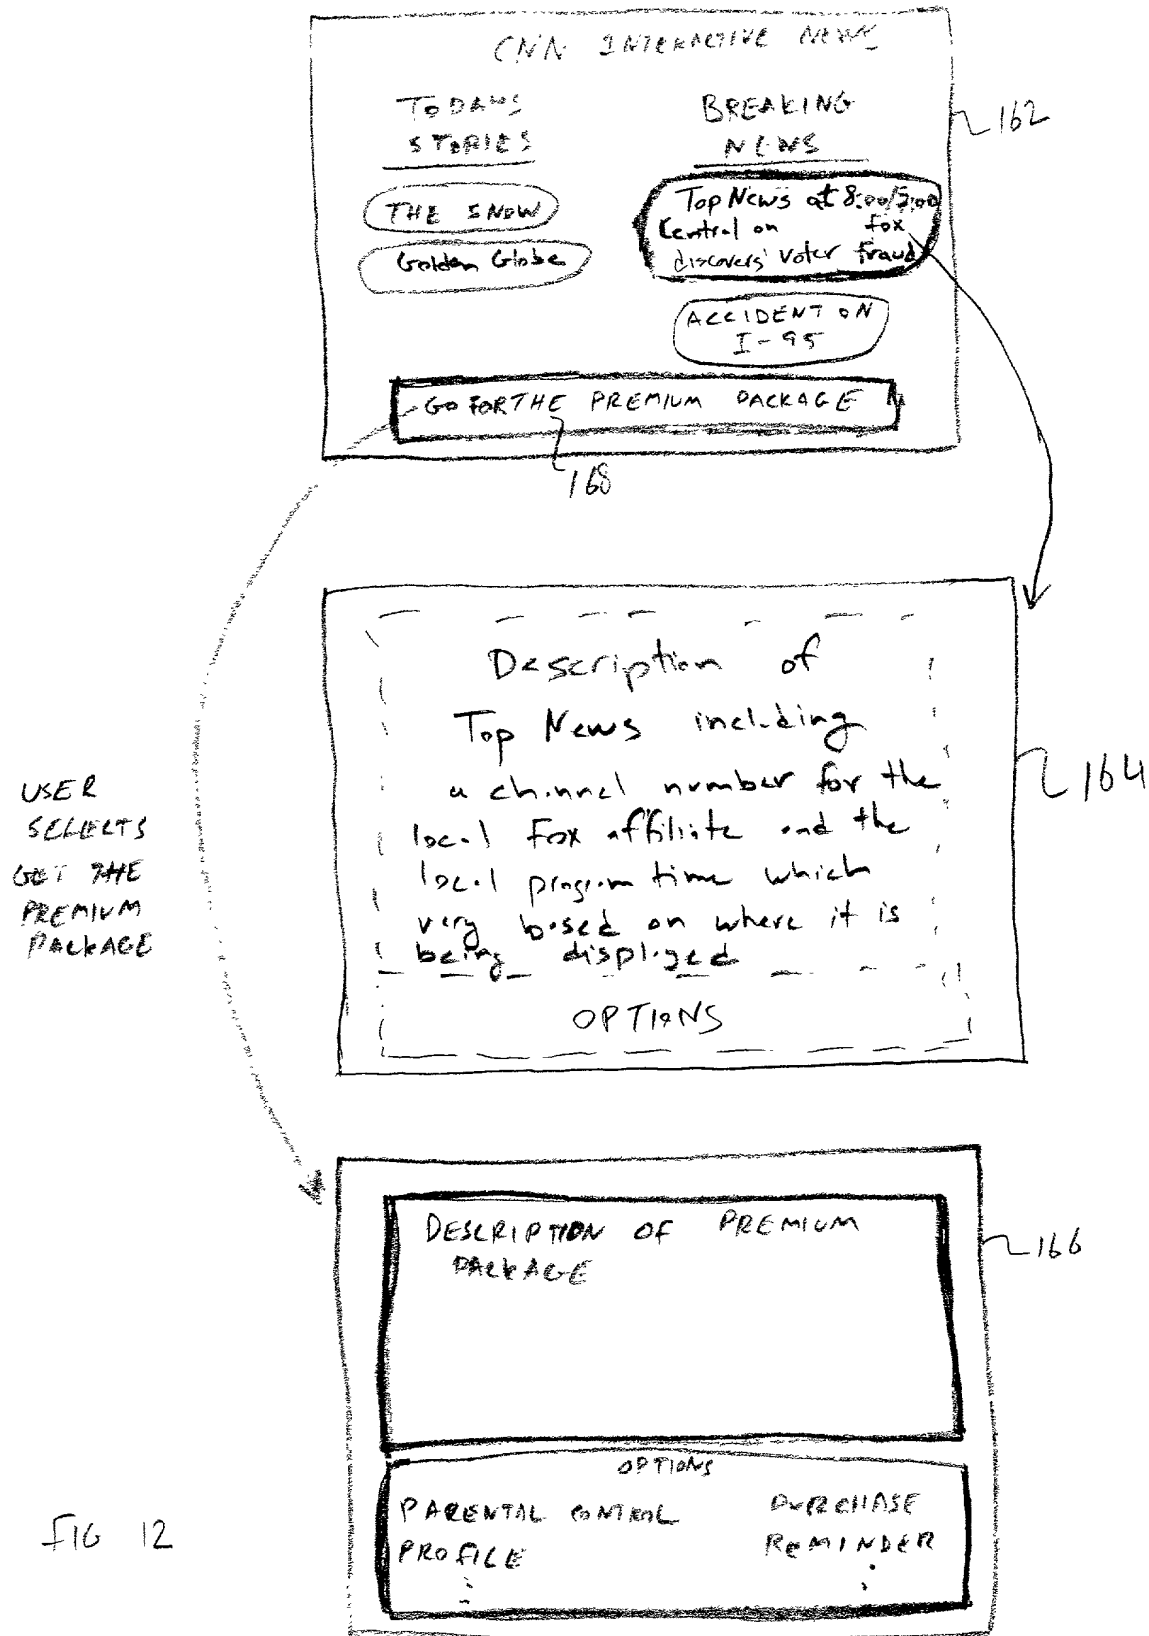 CNN INTERACTIVE NEWS
TODAYS
STORIES
THE SNOW
Golden Globe
BREAKING
NEWS
Top News at 8:00/7:00
Central on fox
discovers voter fraud
ACCIDENT ON
I-95
GO FOR THE PREMIUM PACKAGE
162
168
Description of
Top News including
a channel number for the
local Fox affiliate and the
local program time which
very based on where it is
being displayed
OPTIONS
164
USER
SELECTS
GET THE
PREMIUM
PACKAGE
DESCRIPTION OF PREMIUM
PACKAGE
166
OPTIONS
PARENTAL CONTROL
PROFILE
PURCHASE
REMINDER
FIG 12